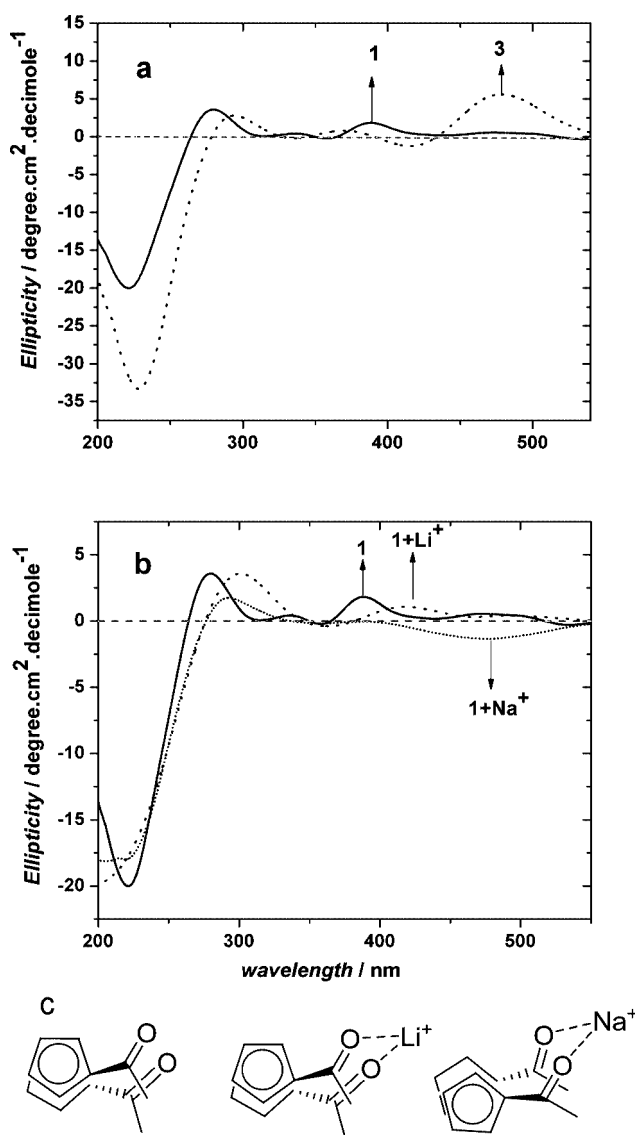 a
1
3
15
10
5
0
-5
-10
-15
-20
-25
-30
-35
Ellipticity / degree.cm² .decimole⁻¹
200 300 400 500
b
1
1+Li⁺
1+Na⁺
5
0
-5
-10
-15
-20
Ellipticity / degree.cm² .decimole⁻¹
200 300 400 500
wavelength / nm
c
O
O
O
O
Li⁺
O
O
Na⁺